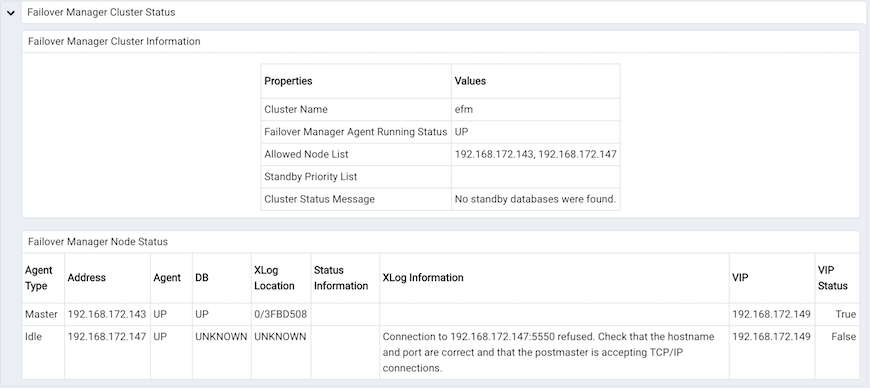 Failover Manager Cluster Status
Failover Manager Cluster Information
Properties Values
Cluster Name efm
Failover Manager Agent Running Status UP
Allowed Node List 192.168.172.143, 192.168.172.147
Standby Priority List
Cluster Status Message No standby databases were found.
Failover Manager Node Status
Agent Type Address Agent DB XLog Location Status Information XLog Information VIP VIP Status
Master 192.168.172.143 UP UP 0/3FBD508 192.168.172.149 True
Idle 192.168.172.147 UP UNKNOWN UNKNOWN Connection to 192.168.172.147:5550 refused. Check that the hostname 192.168.172.149 False
and port are correct and that the postmaster is accepting TCP/IP
connections.